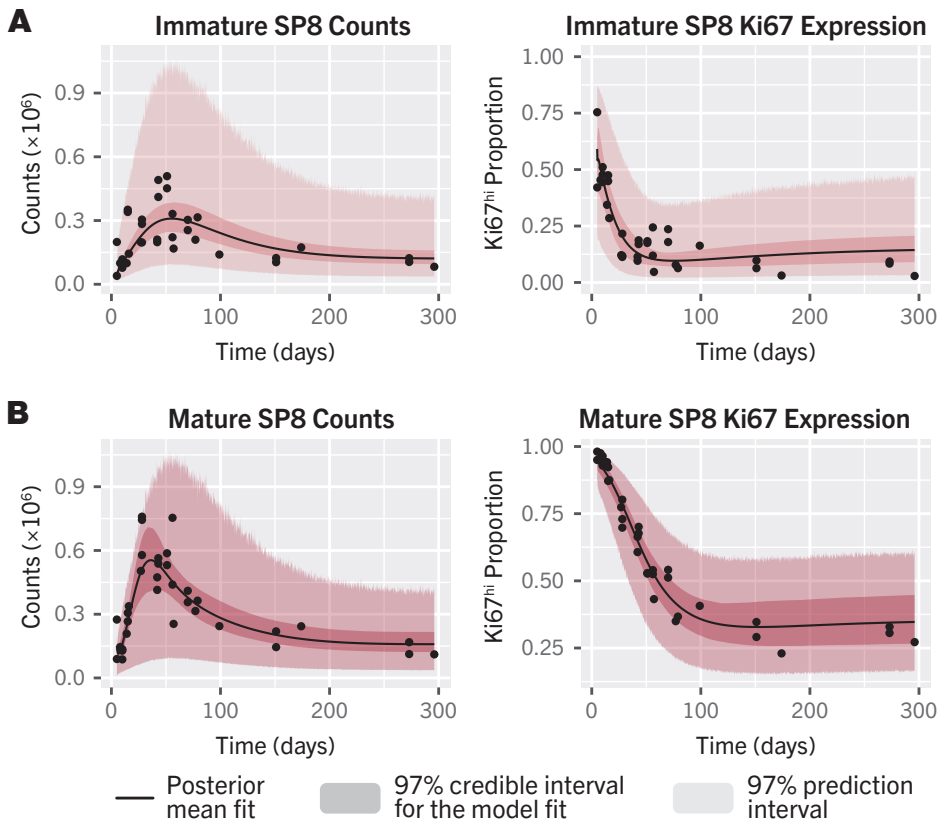 A
Immature SP8 Counts
Immature SP8 Ki67 Expression
Counts (×10⁶)
0.9
0.6
0.3
0.0
0 100 200 300
Time (days)
Ki67ʰⁱ Proportion
1.00
0.75
0.50
0.25
0.00
0 100 200 300
Time (days)
B
Mature SP8 Counts
Mature SP8 Ki67 Expression
Counts (×10⁶)
0.9
0.6
0.3
0.0
0 100 200 300
Time (days)
Ki67ʰⁱ Proportion
1.00
0.75
0.50
0.25
0 100 200 300
Time (days)
Posterior
mean fit
97% credible interval
for the model fit
97% prediction
interval